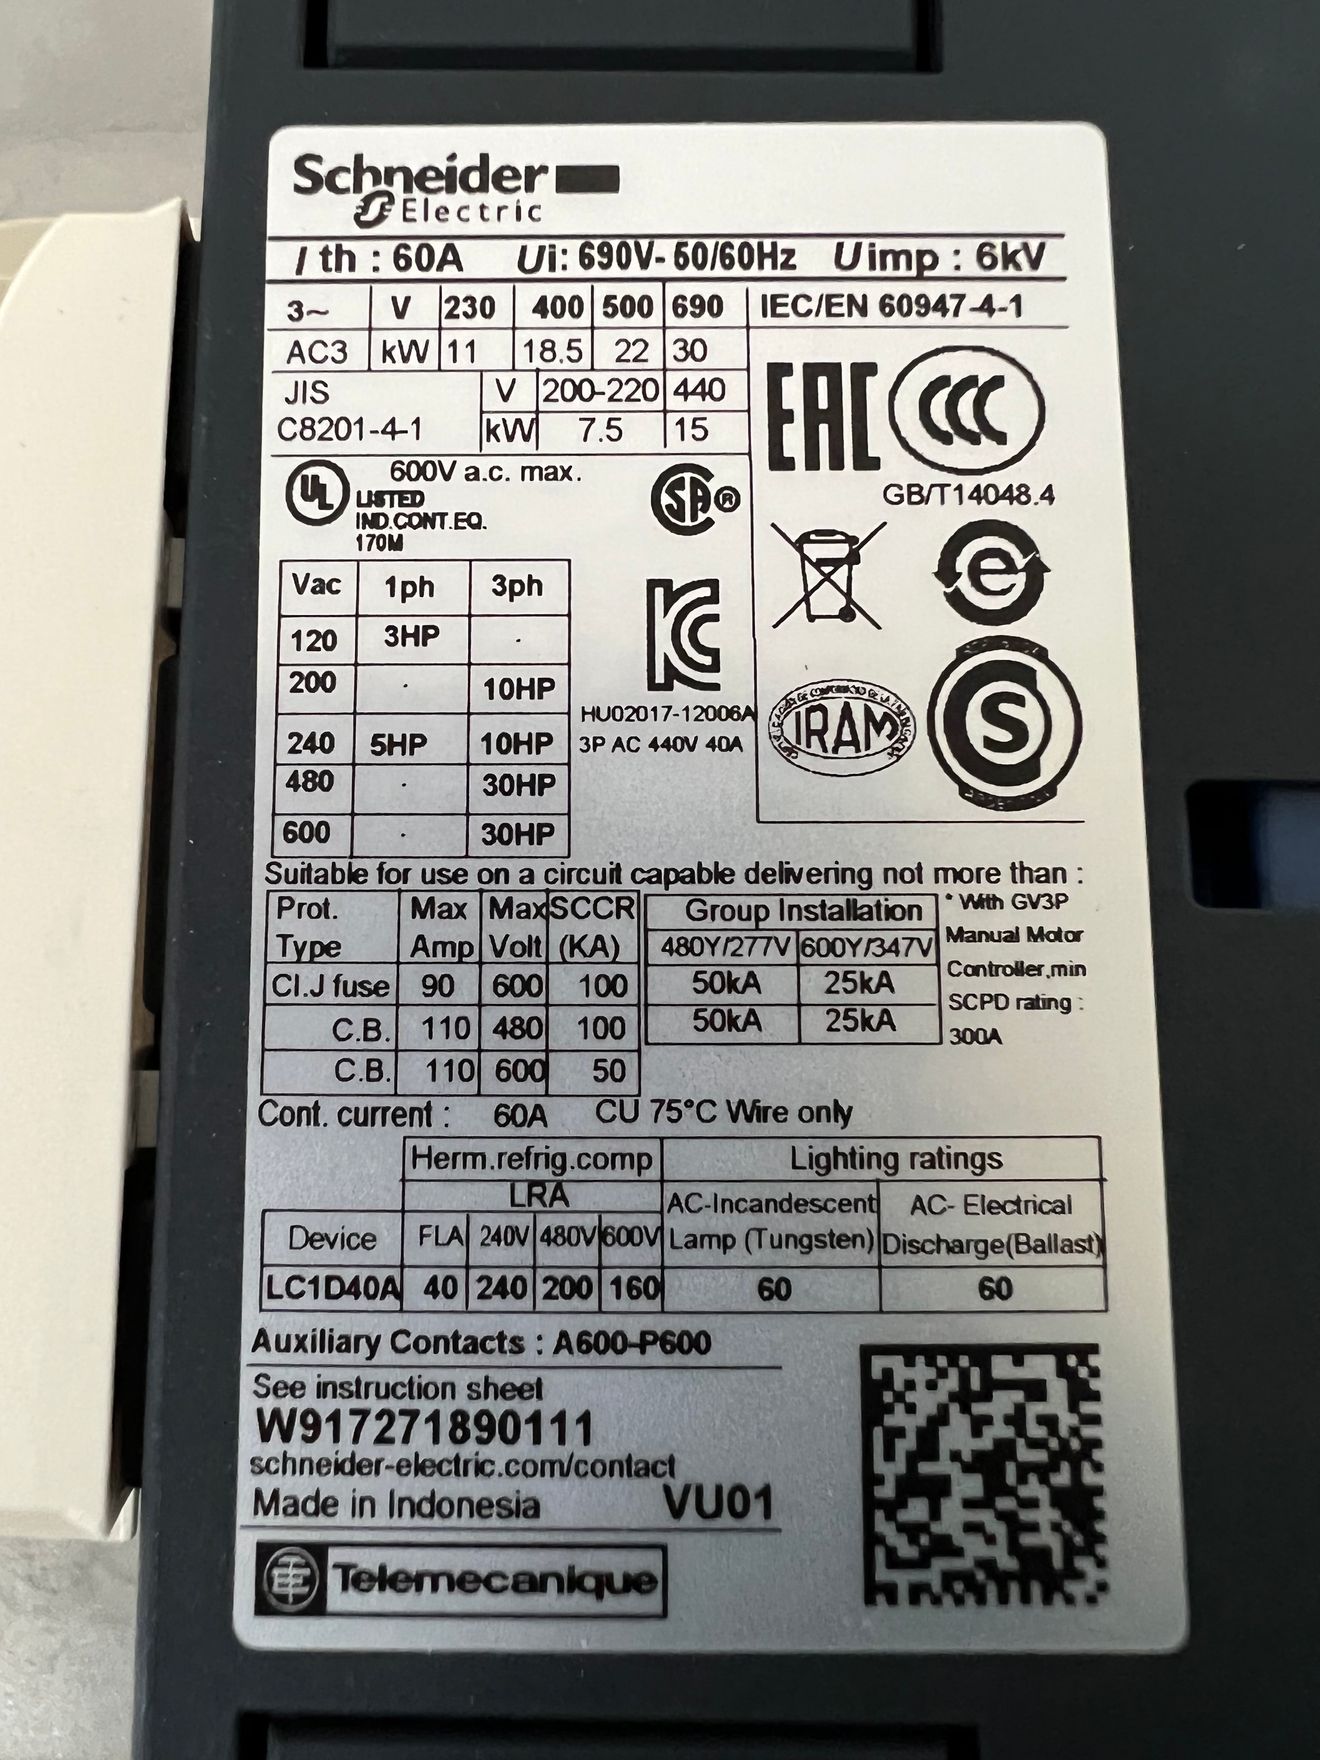 Schneider
Electric
I th : 60A Ui: 690V- 50/60Hz Uimp : 6kV
3~ V 230 400 500 690 IEC/EN 60947-4-1
AC3 kW 11 18.5 22 30
JIS V 200-220 440
C8201-4-1 kW 7.5 15
EAC CCC
GB/T14048.4
600V a.c. max.
UL LISTED
IND.CONT.EQ.
170M
SA ®
Vac 1ph 3ph
120 3HP .
200 . 10HP
240 5HP 10HP
480 . 30HP
600 . 30HP
KC
HU02017-12006A
3P AC 440V 40A
e
IRAM
S
Suitable for use on a circuit capable delivering not more than :
Prot. Max Max SCCR
Type Amp Volt (KA)
Cl.J fuse 90 600 100
C.B. 110 480 100
C.B. 110 600 50
Group Installation
480Y/277V 600Y/347V
50kA 25kA
50kA 25kA
* With GV3P
Manual Motor
Controller,min
SCPD rating :
300A
Cont. current : 60A CU 75°C Wire only
Herm.refrig.comp Lighting ratings
LRA AC-Incandescent AC- Electrical
Device FLA 240V 480V 600V Lamp (Tungsten) Discharge(Ballast)
LC1D40A 40 240 200 160 60 60
Auxiliary Contacts : A600-P600
See instruction sheet
W917271890111
schneider-electric.com/contact
Made in Indonesia VU01
Telemecanique